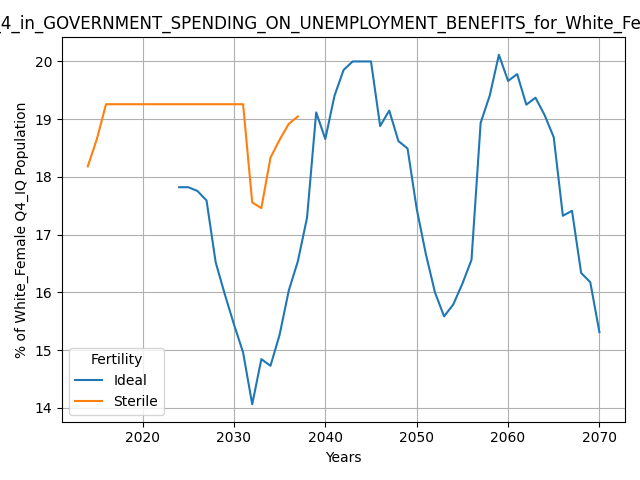 _4_in_GOVERNMENT_SPENDING_ON_UNEMPLOYMENT_BENEFITS_for_White_Fe
% of White_Female Q4_IQ Population
20
19
18
17
16
15
14
Fertility
Ideal
Sterile
2020 2030 2040 2050 2060 2070
Years